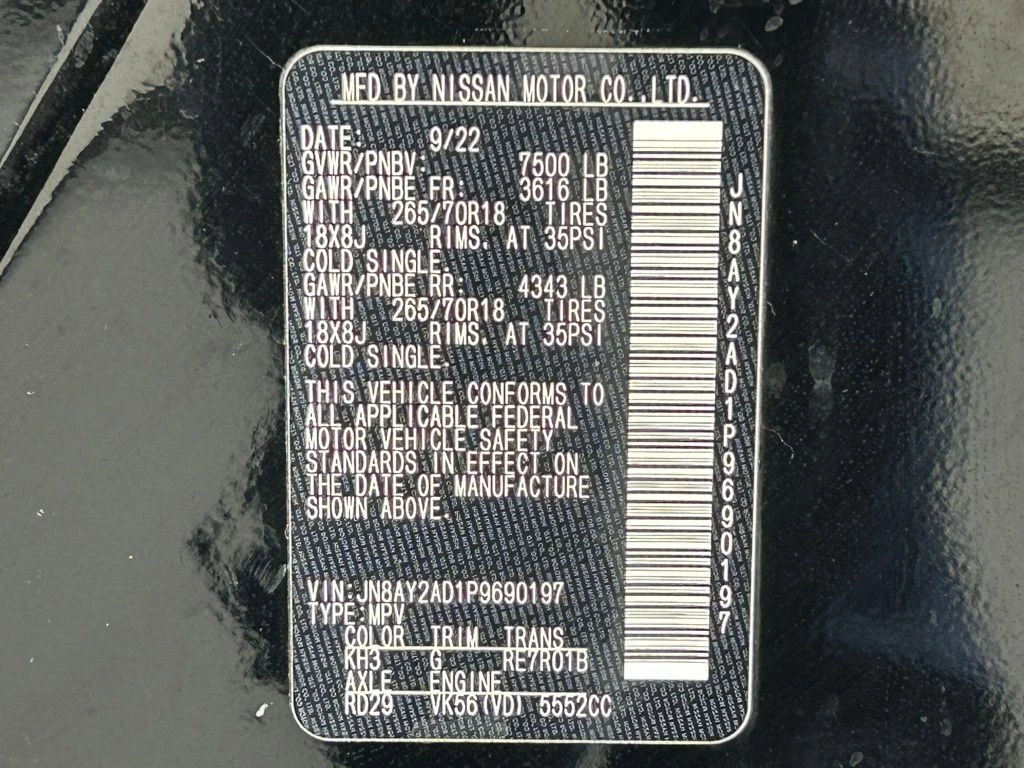 MFD BY NISSAN MOTOR CO.,LTD.
DATE: 9/22
GVWR/PNBV: 7500 LB
GAWR/PNBE FR: 3616 LB
WITH 265/70R18 TIRES
18X8J RIMS. AT 35PSI
COLD SINGLE.
GAWR/PNBE RR: 4343 LB
WITH 265/70R18 TIRES
18X8J RIMS. AT 35PSI
COLD SINGLE.
THIS VEHICLE CONFORMS TO
ALL APPLICABLE FEDERAL
MOTOR VEHICLE SAFETY
STANDARDS IN EFFECT ON
THE DATE OF MANUFACTURE
SHOWN ABOVE.
VIN:JN8AY2AD1P9690197
TYPE:MPV
COLOR TRIM TRANS
KH3 G RE7R01B
AXLE ENGINE
RD29 VK56(VD) 5552CC
JN8AY2AD1P9690197